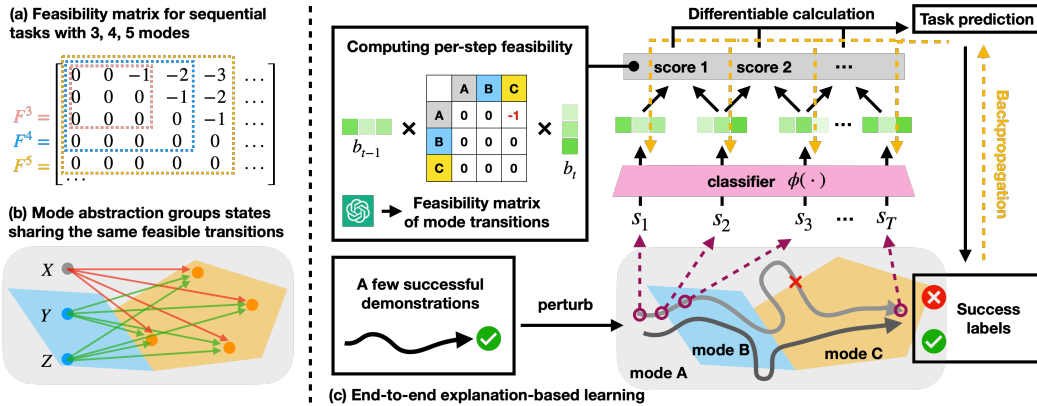 (a) Feasibility matrix for sequential
tasks with 3, 4, 5 modes
0 0 -1 -2 -3 ...
0 0 0 -1 -2 ...
F³ = 0 0 0 0 -1 ...
F⁴ = 0 0 0 0 0 ...
F⁵ = 0 0 0 0 0 ...
...
(b) Mode abstraction groups states
sharing the same feasible transitions
X
Y
Z
Computing per-step feasibility
A B C
A 0 0 -1
B 0 0 0
C 0 0 0
b_{t-1} × × b_t
Feasibility matrix
of mode transitions
A few successful
demonstrations
perturb
Differentiable calculation
Task prediction
score 1 score 2 ...
...
classifier ϕ(·)
s_1 s_2 s_3 ... s_T
Backpropagation
mode A
mode B
mode C
Success
labels
(c) End-to-end explanation-based learning